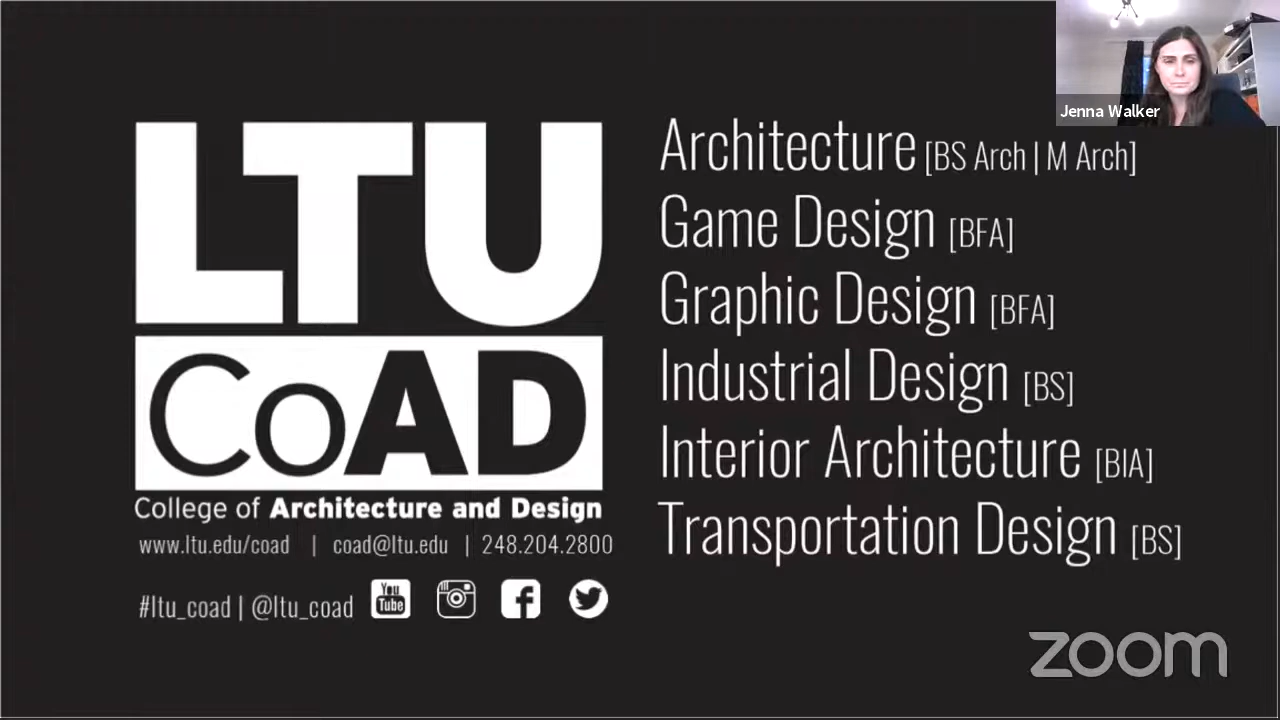 LTU
CoAD
College of Architecture and Design
www.ltu.edu/coad | coad@ltu.edu | 248.204.2800
#ltu_coad | @ltu_coad
You
Tube
Architecture [BS Arch | M Arch]
Game Design [BFA]
Graphic Design [BFA]
Industrial Design [BS]
Interior Architecture [BIA]
Transportation Design [BS]
Jenna Walker
zoom